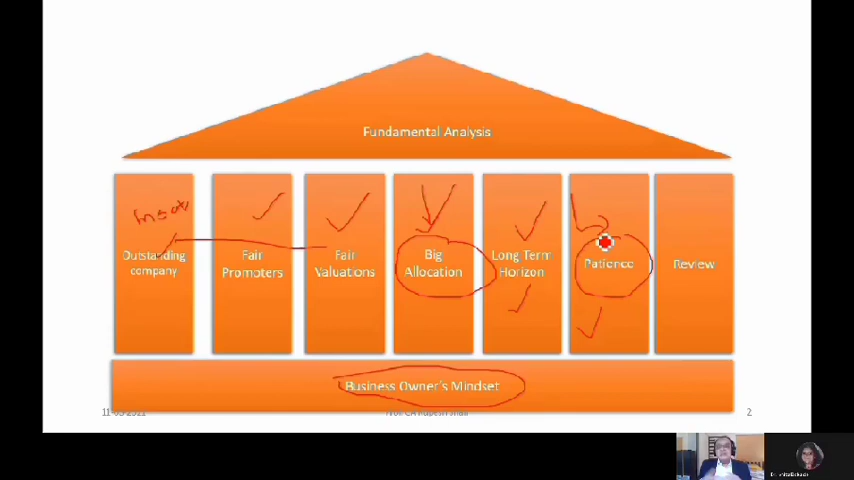 Fundamental Analysis
Outstanding
company
Fair
Promoters
Fair
Valuations
Big
Allocation
Long Term
Horizon
Patience
Review
Business Owner's Mindset
2